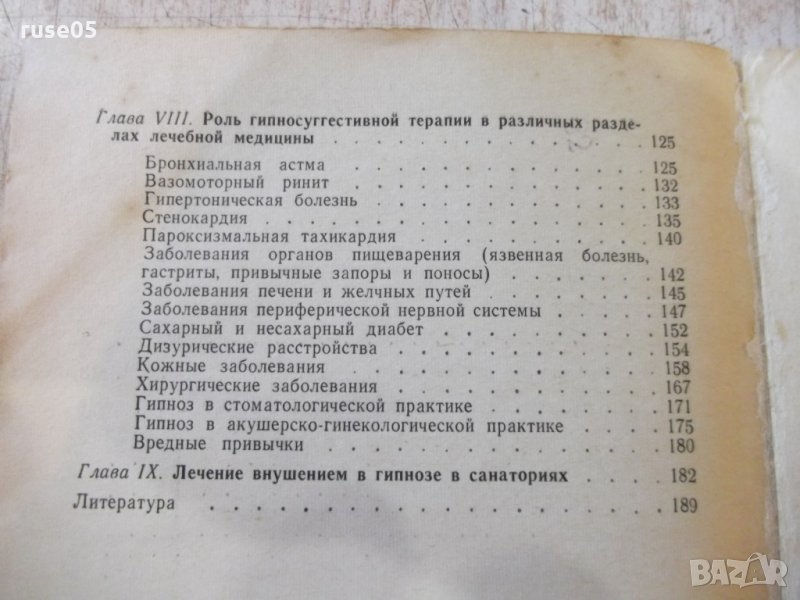 ruse05
Глава VIII. Роль гипносуггестивной терапии в различных разде-
лах лечебной медицины . . . . . . . . . . . . . 125
Бронхиальная астма . . . . . . . . . . . . . 125
Вазомоторный ринит . . . . . . . . . . . . 132
Гипертоническая болезнь . . . . . . . . . . . 133
Стенокардия . . . . . . . . . . . . . . . 135
Пароксизмальная тахикардия . . . . . . . . . 140
Заболевания органов пищеварения (язвенная болезнь,
гастриты, привычные запоры и поносы) . . . . . . 142
Заболевания печени и желчных путей . . . . . . . 145
Заболевания периферической нервной системы . . . . 147
Сахарный и несахарный диабет . . . . . . . . . 152
Дизурические расстройства . . . . . . . . . . 154
Кожные заболевания . . . . . . . . . . . . 158
Хирургические заболевания . . . . . . . . . . 167
Гипноз в стоматологической практике . . . . . . . 171
Гипноз в акушерско-гинекологической практике . . . . 175
Вредные привычки . . . . . . . . . . . . . 180
Глава IX. Лечение внушением в гипнозе в санаториях . . . . 182
Литература . . . . . . . . . . . . . . . . . 189
BAZAR